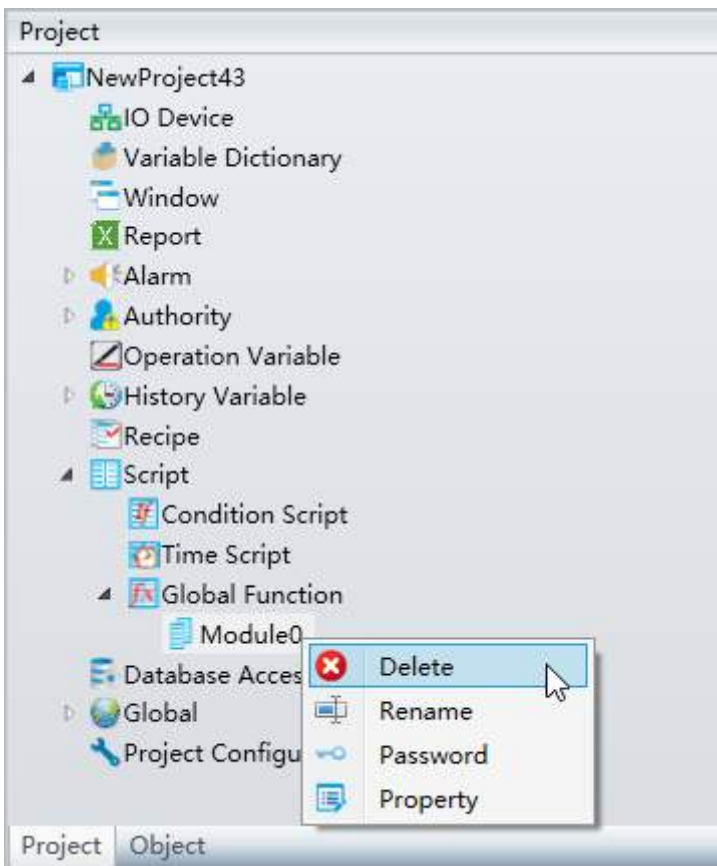 Project
NewProject43
IO Device
Variable Dictionary
Window
Report
Alarm
Authority
Operation Variable
History Variable
Recipe
Script
Condition Script
Time Script
Global Function
Module0
Database Acces
Delete
Global
Rename
Project Configu
Password
Property
Project Object